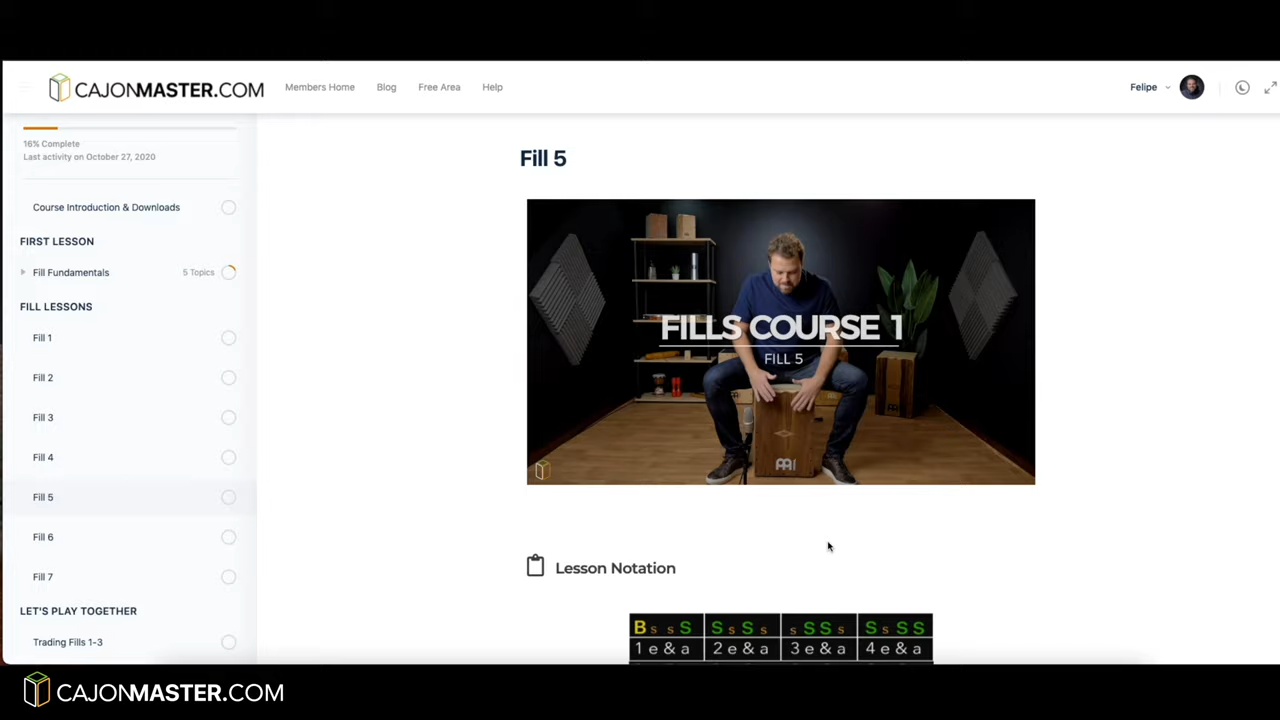 CAJONMASTER.COM
Members Home
Blog
Free Area
Help
Felipe
16% Complete
Last activity on October 27, 2020
Course Introduction & Downloads
FIRST LESSON
Fill Fundamentals
5 Topics
FILL LESSONS
Fill 1
Fill 2
Fill 3
Fill 4
Fill 5
Fill 6
Fill 7
LET'S PLAY TOGETHER
Trading Fills 1-3
Fill 5
FILLS COURSE 1
FILL 5
Lesson Notation
B s s S S s S s s S S s S s S S
1 e & a 2 e & a 3 e & a 4 e & a
CAJONMASTER.COM